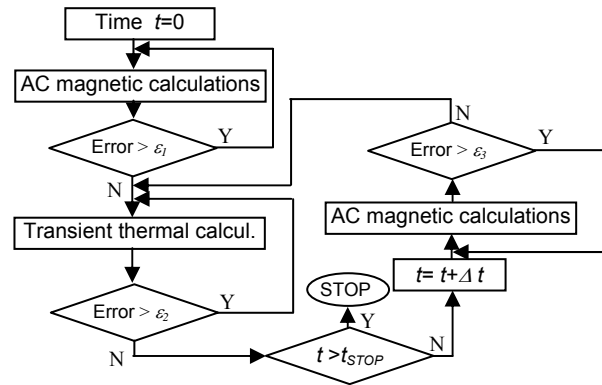 Time t=0
AC magnetic calculations
Error > ε1
Y
N
Transient thermal calcul.
Error > ε2
Y
N
t >tSTOP
Y
STOP
N
t= t+Δ t
AC magnetic calculations
Error > ε3
N
Y